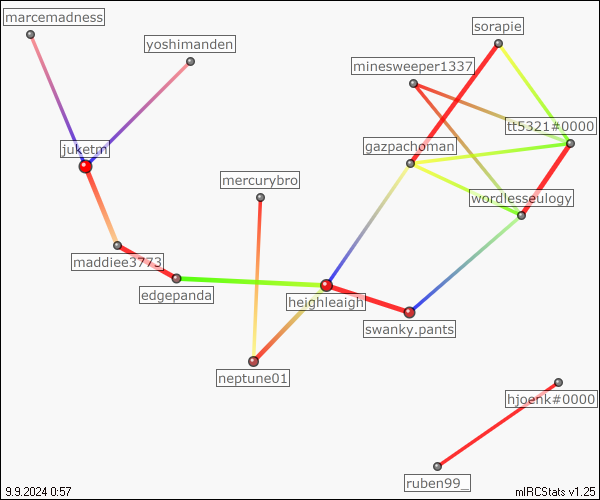 marcemadness
sorapie
yoshimanden
minesweeper1337
tt5321#0000
juketm
gazpachoman
mercurybro
wordlesseulogy
maddiee3773
edgepanda
heighleaigh
swanky.pants
neptune01
hjoenk#0000
ruben99_
9.9.2024 0:57
mIRCStats v1.25